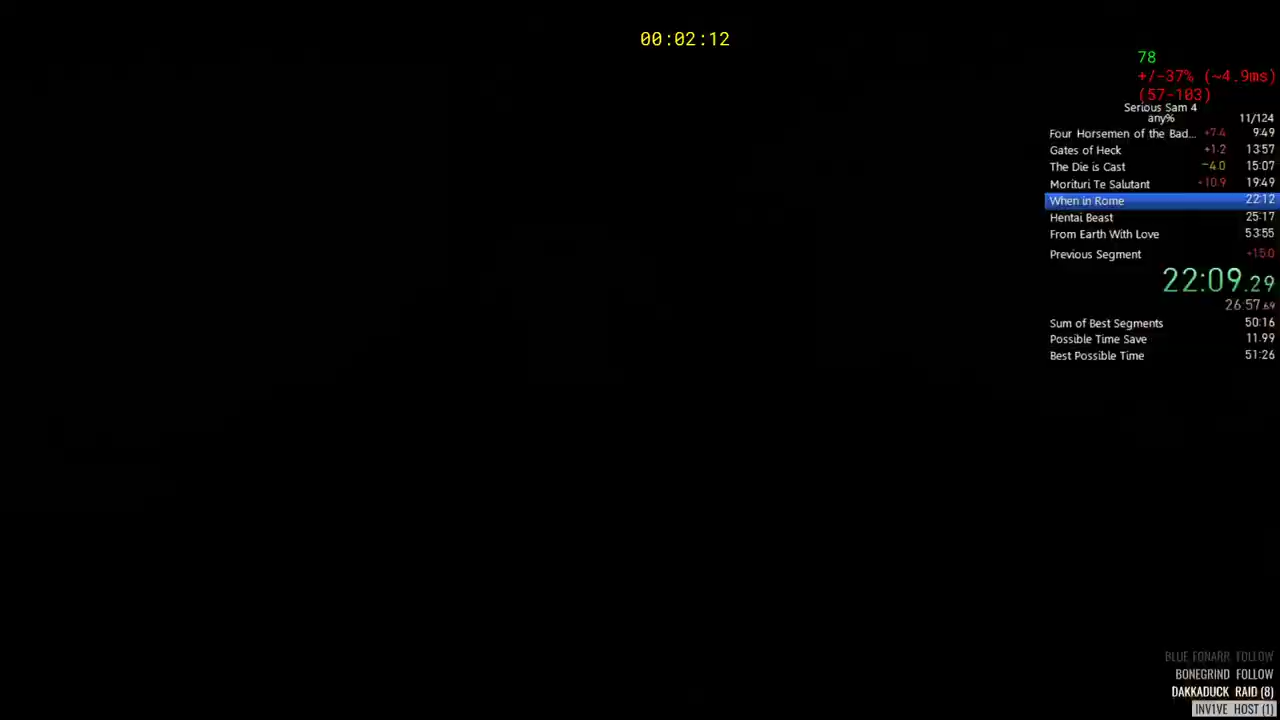 00:02:12
78
+/-37% (~4.9ms)
(57-103)
Serious Sam 4
any% 11/124
Four Horsemen of the Bad... +7.4 9:49
Gates of Heck +1.2 13:57
The Die is Cast −4.0 15:07
Morituri Te Salutant +10.9 19:49
When in Rome 22:12
Hentai Beast 25:17
From Earth With Love 53:55
Previous Segment +15.0
22:09.29
26:57.69
Sum of Best Segments 50:16
Possible Time Save 11.99
Best Possible Time 51:26
BLUE FONARR FOLLOW
BONEGRIND FOLLOW
DAKKADUCK RAID (8)
INV1VE HOST (1)